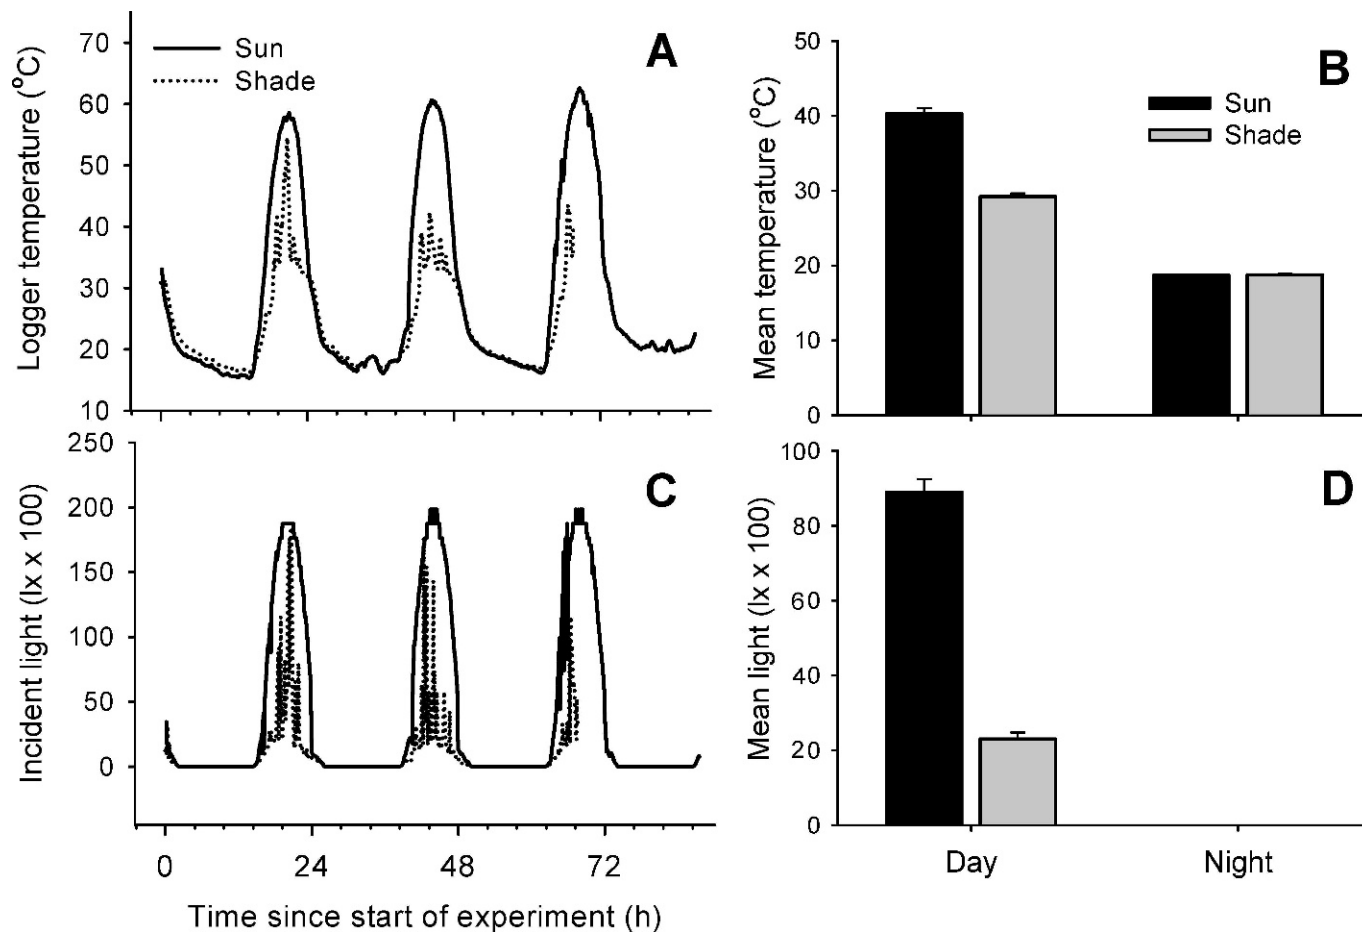 A
Sun
Shade
Logger temperature (°C)
70
60
50
40
30
20
10
B
Sun
Shade
Mean temperature (°C)
50
40
30
20
10
0
C
Incident light (lx x 100)
250
200
150
100
50
0
0 24 48 72
Time since start of experiment (h)
D
Mean light (lx x 100)
100
80
60
40
20
0
Day Night